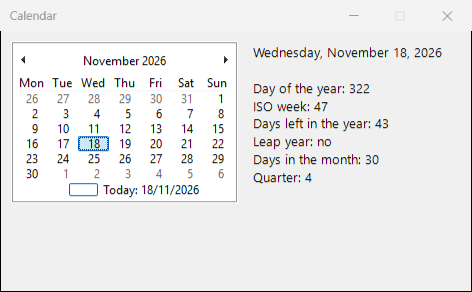 Calendar
November 2026
Mon Tue Wed Thu Fri Sat Sun
26 27 28 29 30 31 1
2 3 4 5 6 7 8
9 10 11 12 13 14 15
16 17 18 19 20 21 22
23 24 25 26 27 28 29
30 1 2 3 4 5 6
Today: 18/11/2026
Wednesday, November 18, 2026
Day of the year: 322
ISO week: 47
Days left in the year: 43
Leap year: no
Days in the month: 30
Quarter: 4